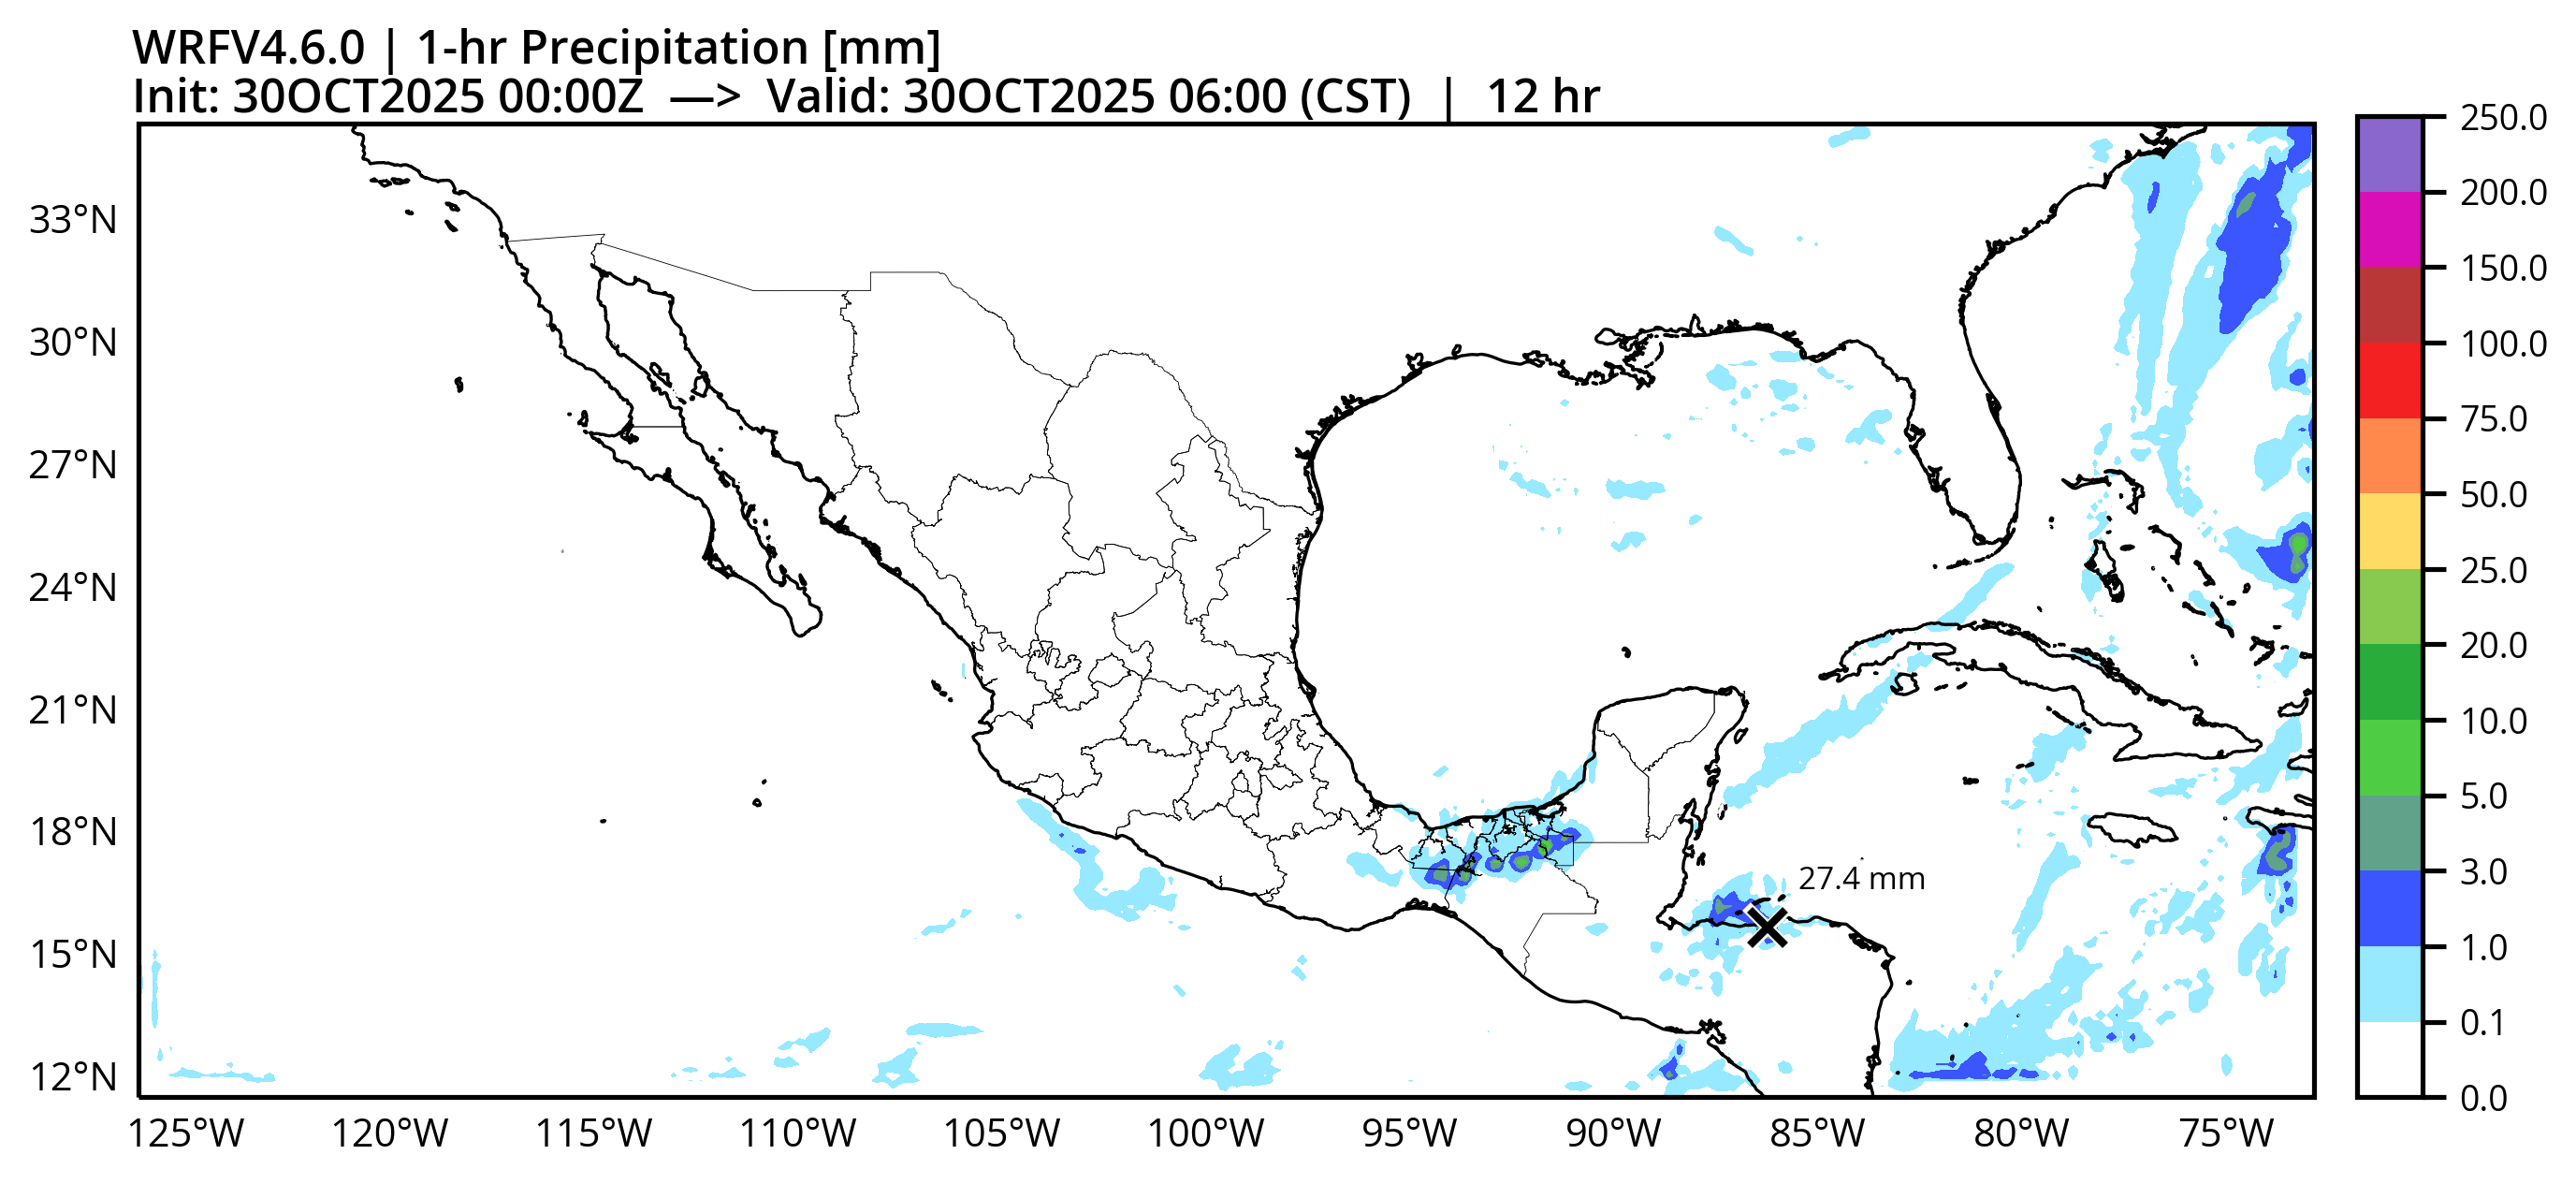 WRFV4.6.0 | 1-hr Precipitation [mm]
Init: 30OCT2025 00:00Z —> Valid: 30OCT2025 06:00 (CST) | 12 hr
33°N
30°N
27°N
24°N
21°N
18°N
15°N
12°N
125°W 120°W 115°W 110°W 105°W 100°W 95°W 90°W 85°W 80°W 75°W
27.4 mm
250.0
200.0
150.0
100.0
75.0
50.0
25.0
20.0
10.0
5.0
3.0
1.0
0.1
0.0